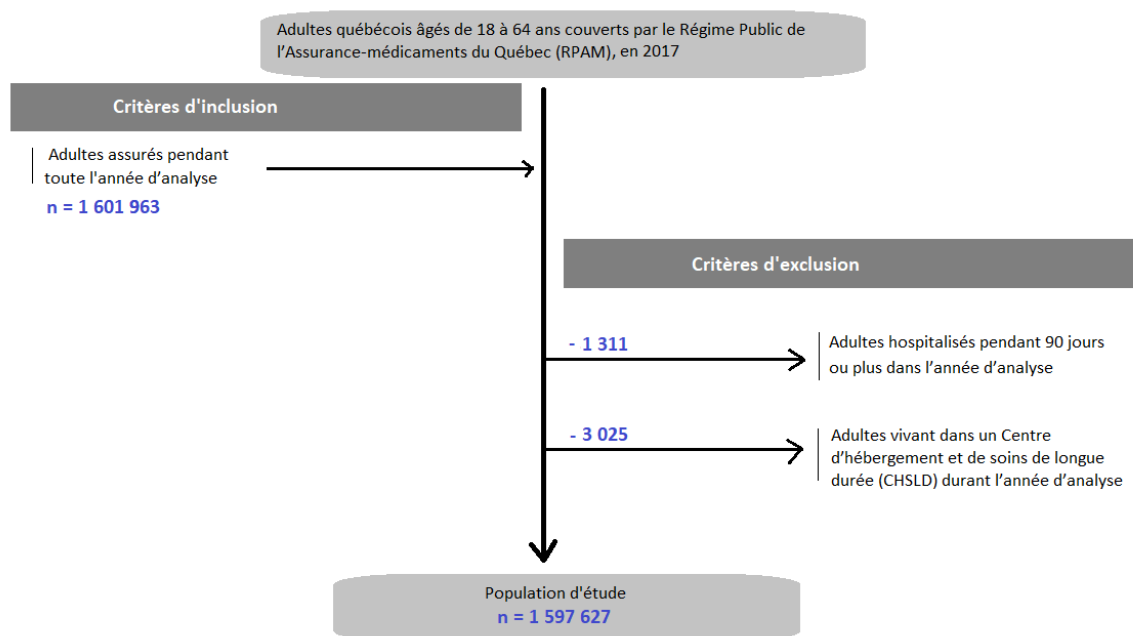 Adultes québécois âgés de 18 à 64 ans couverts par le Régime Public de
l'Assurance-médicaments du Québec (RPAM), en 2017
Critères d'inclusion
Adultes assurés pendant
toute l'année d'analyse
n = 1 601 963
Critères d'exclusion
- 1 311
Adultes hospitalisés pendant 90 jours
ou plus dans l'année d'analyse
- 3 025
Adultes vivant dans un Centre
d'hébergement et de soins de longue
durée (CHSLD) durant l'année d'analyse
Population d'étude
n = 1 597 627